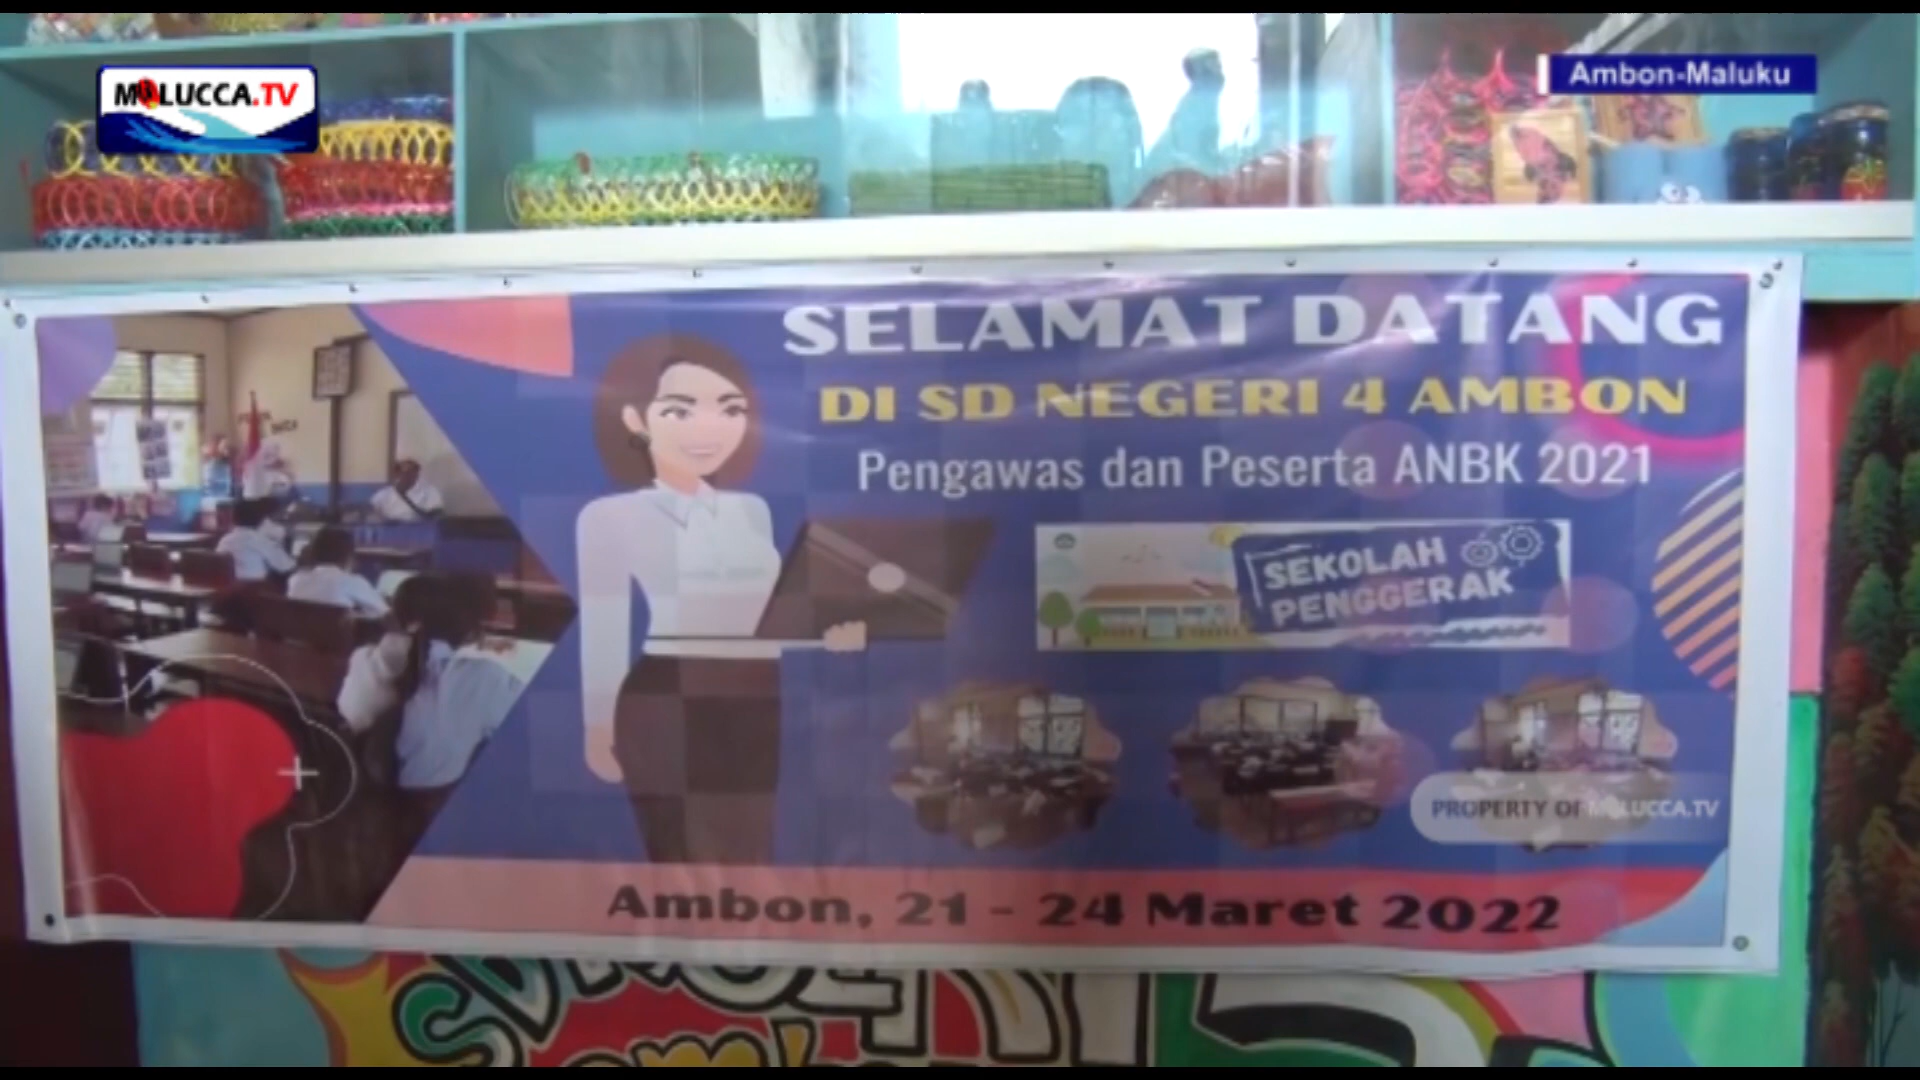 MOLUCCA.TV
Ambon-Maluku
SELAMAT DATANG
DI SD NEGERI 4 AMBON
Pengawas dan Peserta ANBK 2021
SEKOLAH
PENGGERAK
PROPERTY OF MOLUCCA.TV
Ambon, 21 - 24 Maret 2022